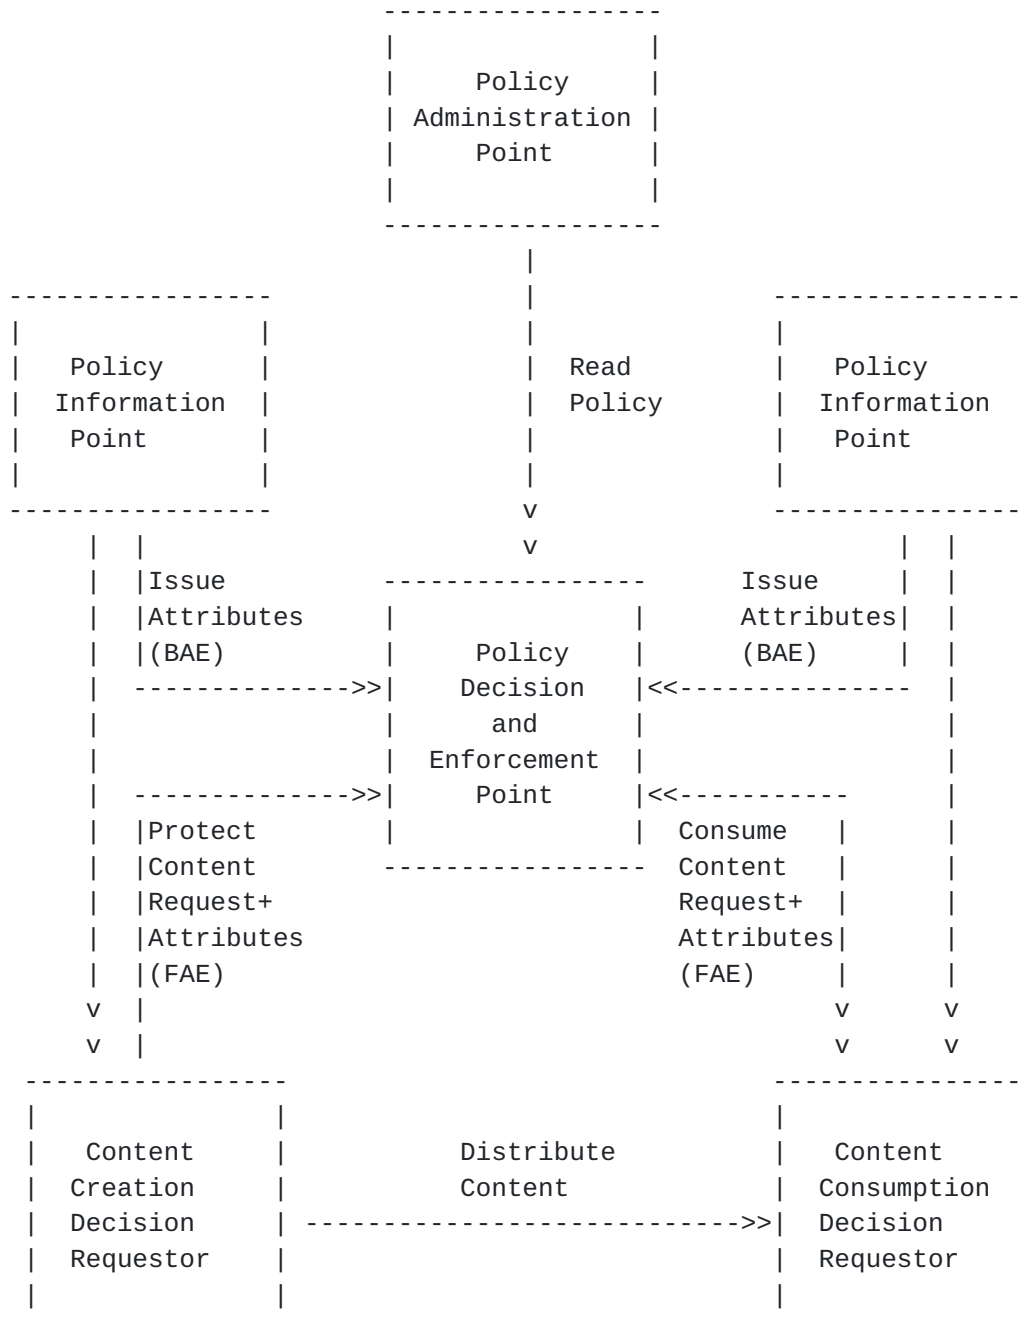 Policy
Administration
Point
Policy
Information
Point
Read
Policy
Policy
Information
Point
Issue
Attributes
(BAE)
Policy
Decision
and
Enforcement
Point
Issue
Attributes
(BAE)
Protect
Content
Request+
Attributes
(FAE)
Consume
Content
Request+
Attributes
(FAE)
Content
Creation
Decision
Requestor
Distribute
Content
Content
Consumption
Decision
Requestor